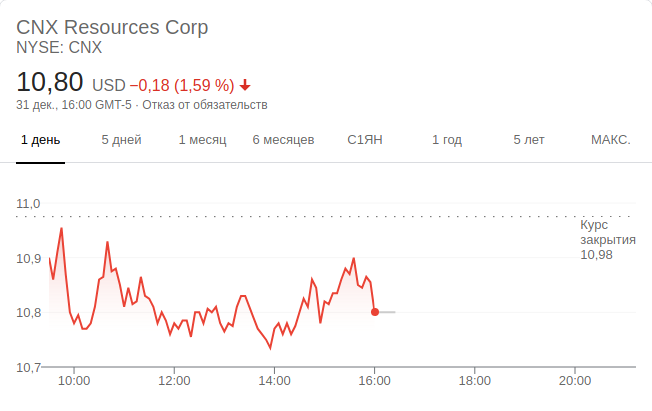 CNX Resources Corp
NYSE: CNX
10,80 USD −0,18 (1,59 %)
31 дек., 16:00 GMT-5 · Отказ от обязательств
1 день 5 дней 1 месяц 6 месяцев С1ЯН 1 год 5 лет МАКС.
11,0
Курс
закрытия
10,98
10,9
10,8
10,7
10:00 12:00 14:00 16:00 18:00 20:00